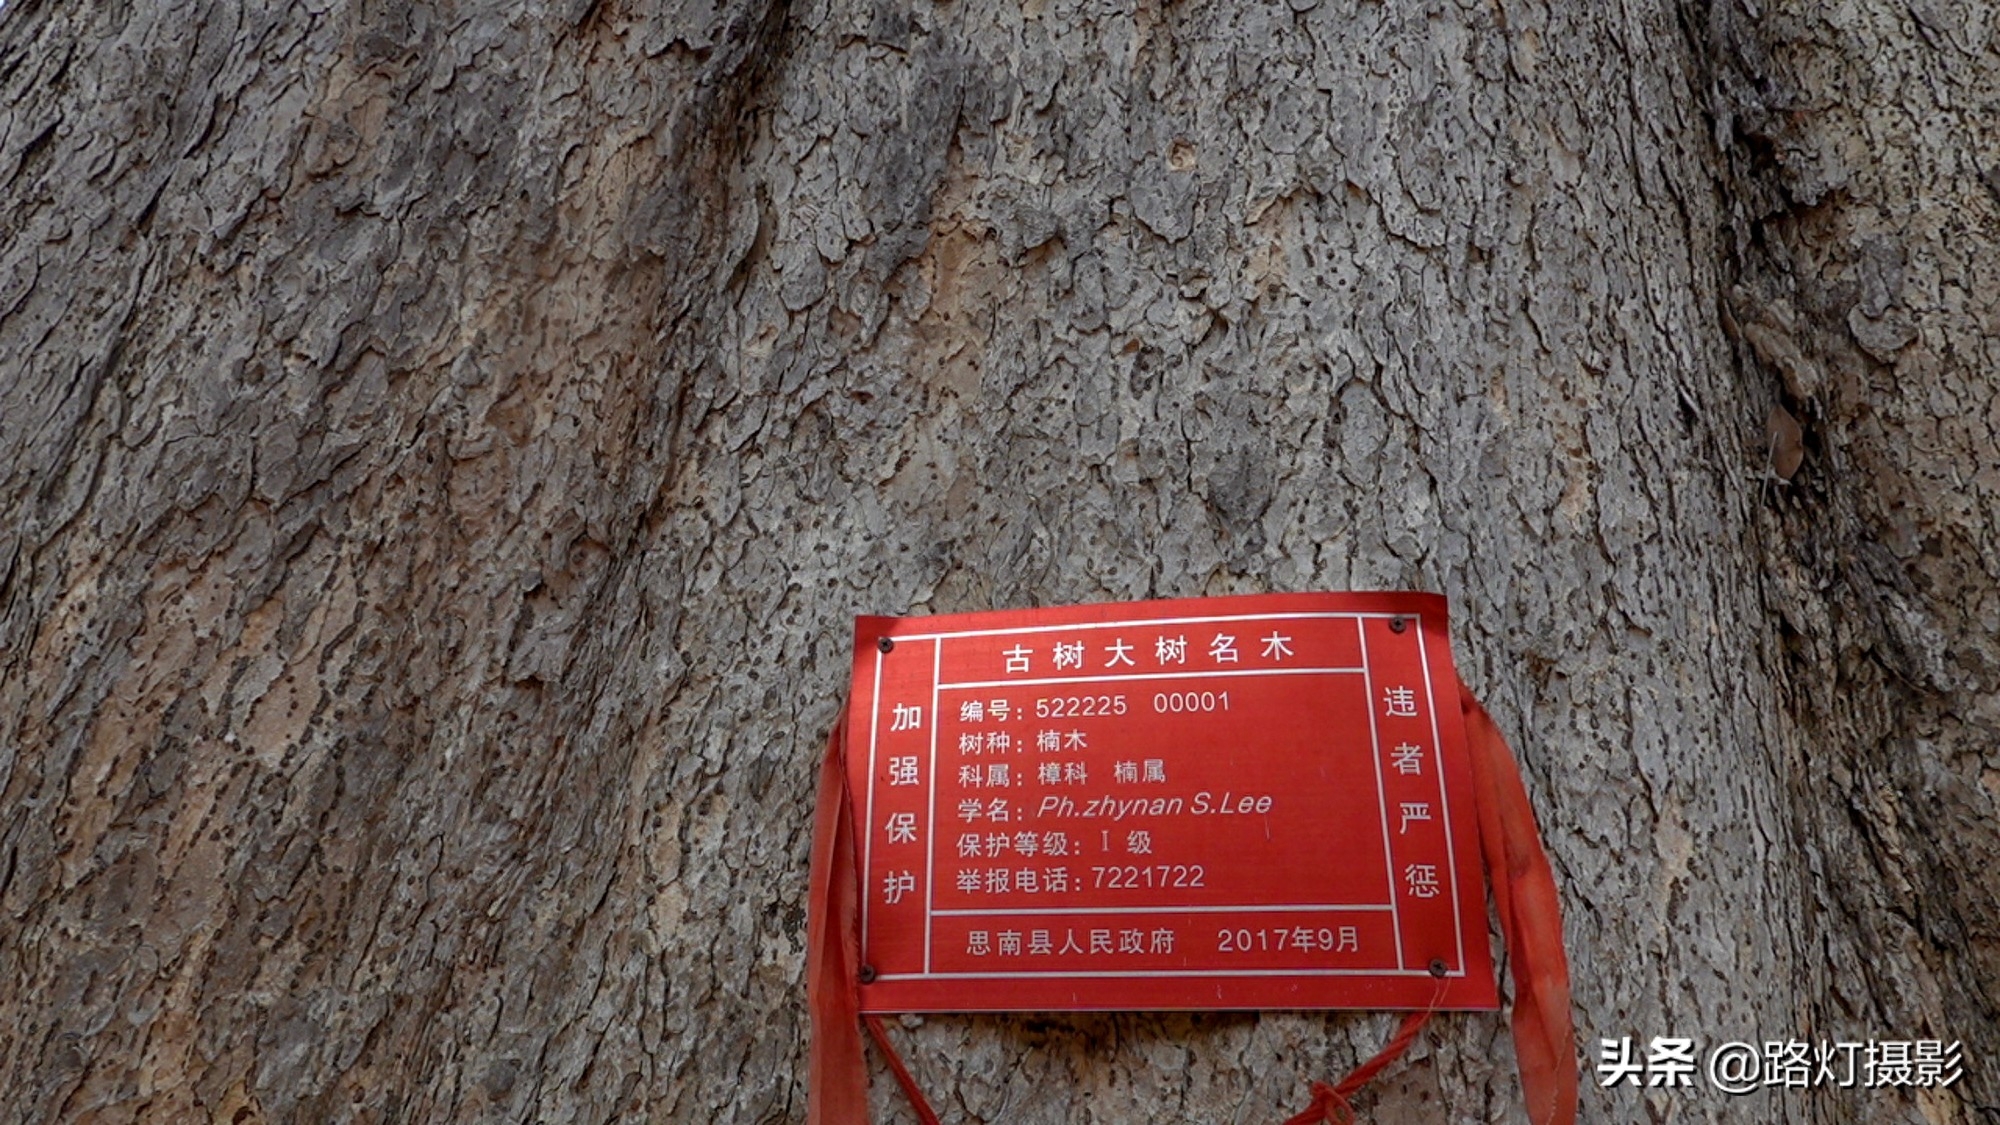 古树大树名木
加强保护
编号：522225 00001
树种：楠木
科属：樟科 楠属
学名：Ph.zhynan S.Lee
保护等级：Ⅰ 级
举报电话：7221722
违者严惩
思南县人民政府 2017年9月
头条 @路灯摄影